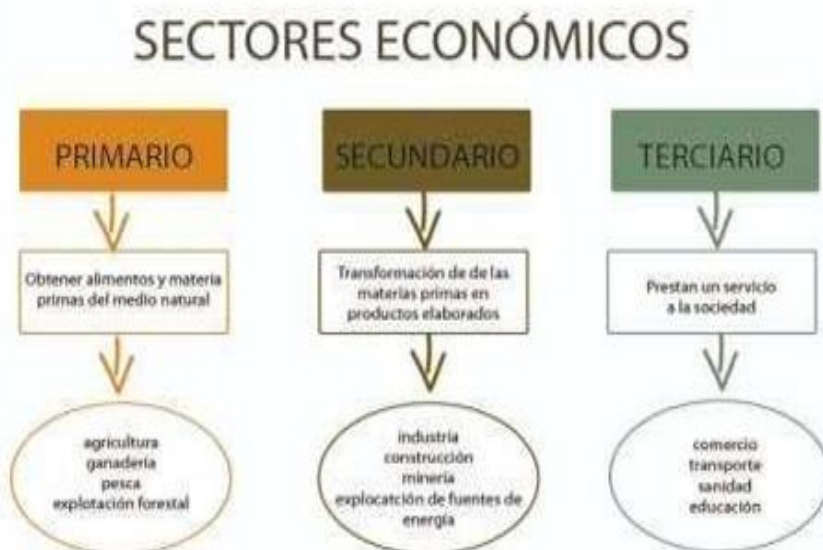 SECTORES ECONÓMICOS
PRIMARIO
Obtener alimentos y materia
primas del medio natural
agricultura
ganadería
pesca
explotación forestal
SECUNDARIO
Transformación de de las
materias primas en
productos elaborados
industria
construcción
minería
explocatción de fuentes de
energía
TERCIARIO
Prestan un servicio
a la sociedad
comercio
transporte
sanidad
educación